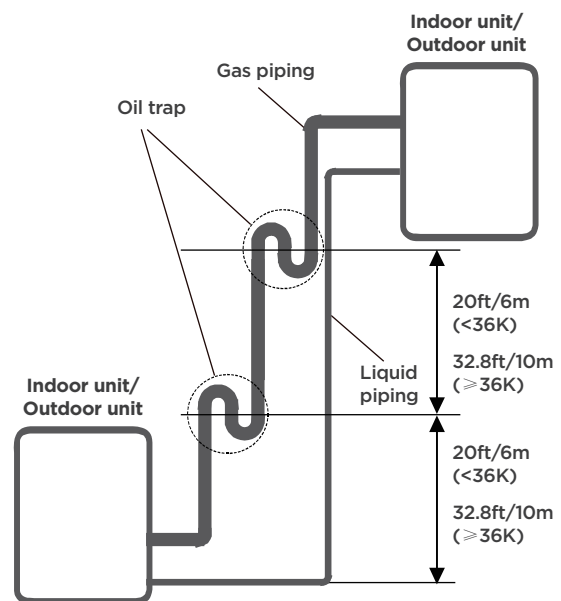 Indoor unit/
Outdoor unit
Gas piping
Oil trap
20ft/6m
(<36K)
32.8ft/10m
(⩾36K)
Liquid
piping
Indoor unit/
Outdoor unit
20ft/6m
(<36K)
32.8ft/10m
(⩾36K)